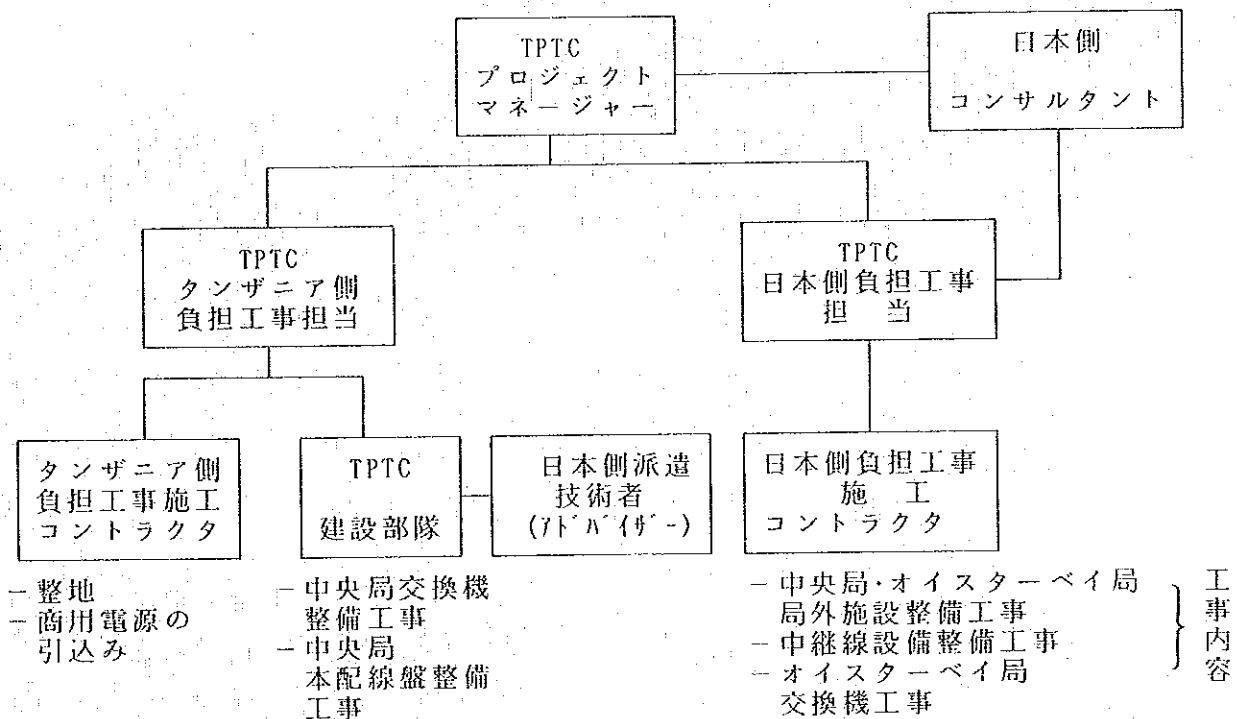 TPTC
プロジェクト
マネージャー
日本側
コンサルタント
TPTC
タンザニア側
負担工事担当
TPTC
日本側負担工事
担 当
タンザニア側
負担工事施工
コントラクタ
TPTC
建設部隊
日本側派遣
技術者
(アドバイザー)
日本側負担工事
施 工
コントラクタ
- 整地
- 商用電源の
引込み
- 中央局交換機
整備工事
- 中央局
本配線盤整備
工事
- 中央局・オイスターベイ局
局外施設整備工事
- 中継線設備整備工事
- オイスターベイ局
交換機工事
工事内容